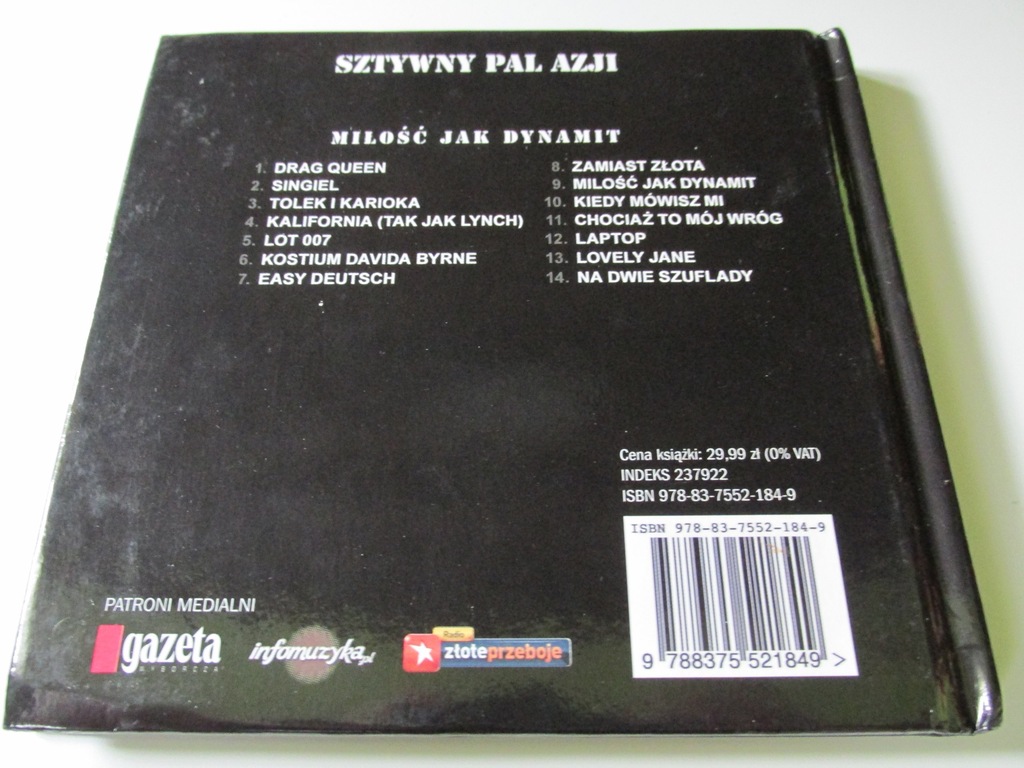 SZTYWNY PAL AZJI
MIŁOŚĆ JAK DYNAMIT
1. DRAG QUEEN
2. SINGIEL
3. TOLEK I KARIOKA
4. KALIFORNIA (TAK JAK LYNCH)
5. LOT 007
6. KOSTIUM DAVIDA BYRNE
7. EASY DEUTSCH
8. ZAMIAST ZŁOTA
9. MIŁOŚĆ JAK DYNAMIT
10. KIEDY MÓWISZ MI
11. CHOCIAŻ TO MÓJ WRÓG
12. LAPTOP
13. LOVELY JANE
14. NA DWIE SZUFLADY
Cena książki: 29,99 zł (0% VAT)
INDEKS 237922
ISBN 978-83-7552-184-9
ISBN 978-83-7552-184-9
9 788375 521849 >
PATRONI MEDIALNI
gazeta
WYBORCZA
infomuzyka.pl
Radio
złoteprzeboje